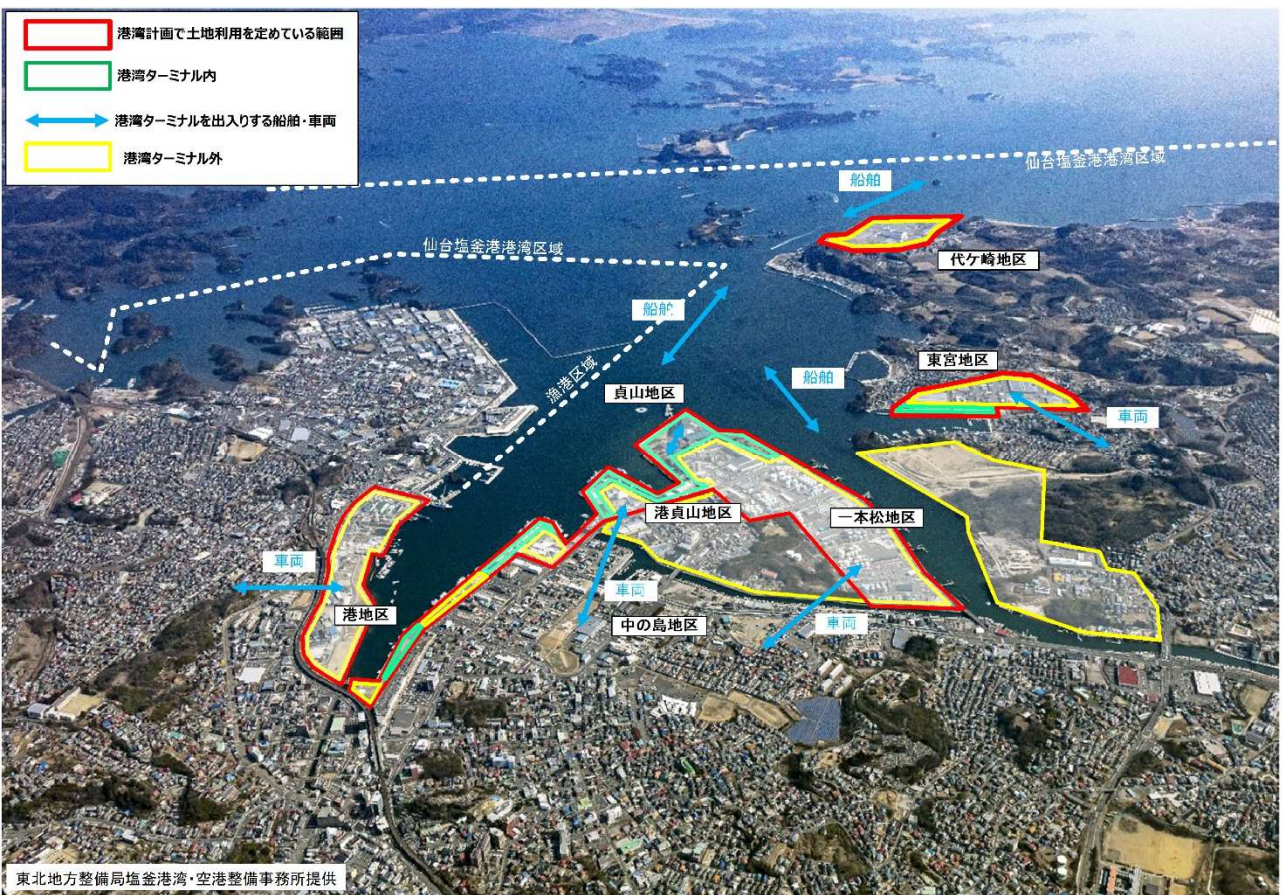 港湾計画で土地利用を定めている範囲
港湾ターミナル内
港湾ターミナルを出入りする船舶・車両
港湾ターミナル外
仙台塩釜港港湾区域
船舶
代ケ崎地区
仙台塩釜港港湾区域
船舶
漁港区域
船舶
東宮地区
車両
貞山地区
港貞山地区
一本松地区
車両
港地区
車両
中の島地区
車両
東北地方整備局塩釜港湾・空港整備事務所提供